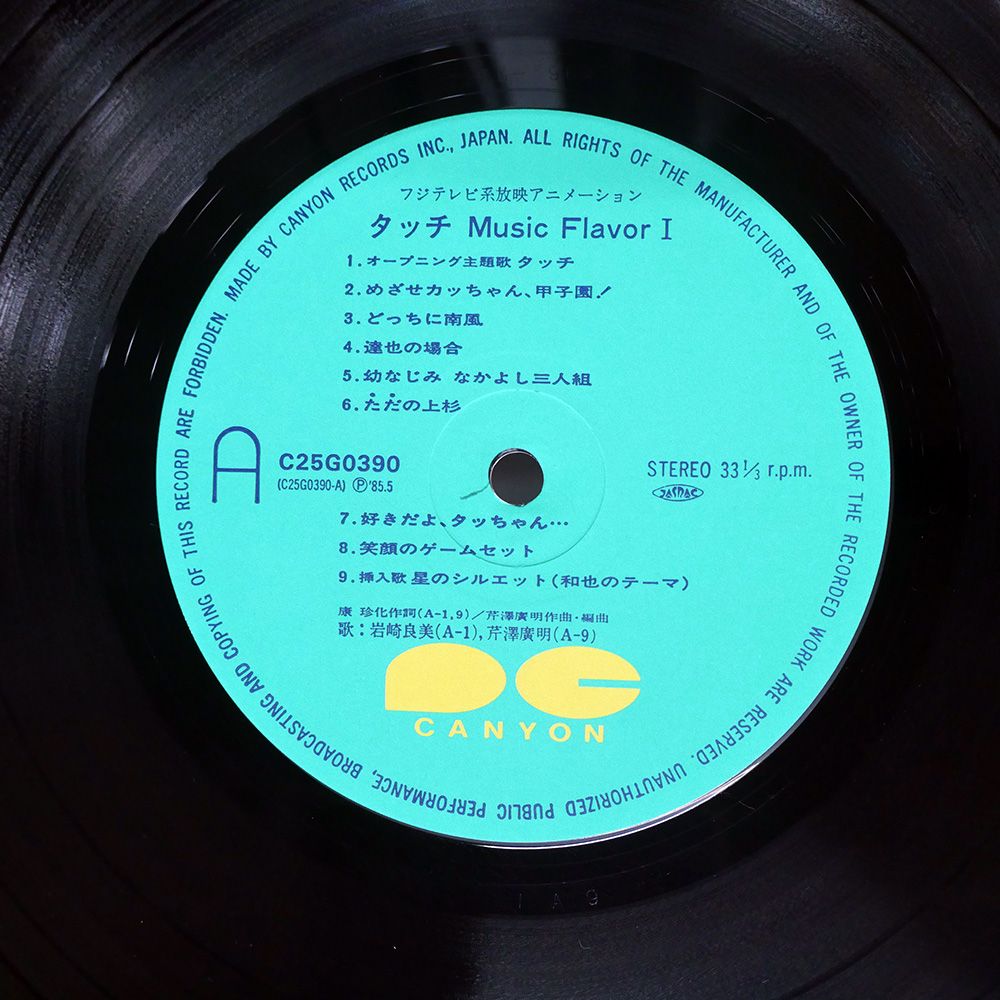 MADE BY CANYON RECORDS INC., JAPAN. ALL RIGHTS OF THE MANUFACTURER AND OF THE OWNER OF THE RECORDED WORK ARE RESERVED. UNAUTHORIZED PUBLIC PERFORMANCE, BROADCASTING AND COPYING OF THIS RECORD ARE FORBIDDEN.
フジテレビ系放映アニメーション
タッチ Music Flavor I
1.オープニング主題歌 タッチ
2.めざせカッちゃん、甲子園!
3.どっちに南風
4.達也の場合
5.幼なじみ なかよし三人組
6.ただの上杉
A
C25G0390
(C25G0390-A) Ⓟ'85.5
STEREO 33 1/3 r.p.m.
JASRAC
7.好きだよ、タッちゃん…
8.笑顔のゲームセット
9.挿入歌 星のシルエット(和也のテーマ)
康 珍化作詞(A-1,9)/芹澤廣明作曲・編曲
歌:岩崎良美(A-1),芹澤廣明(A-9)
PC
CANYON
1 A 9